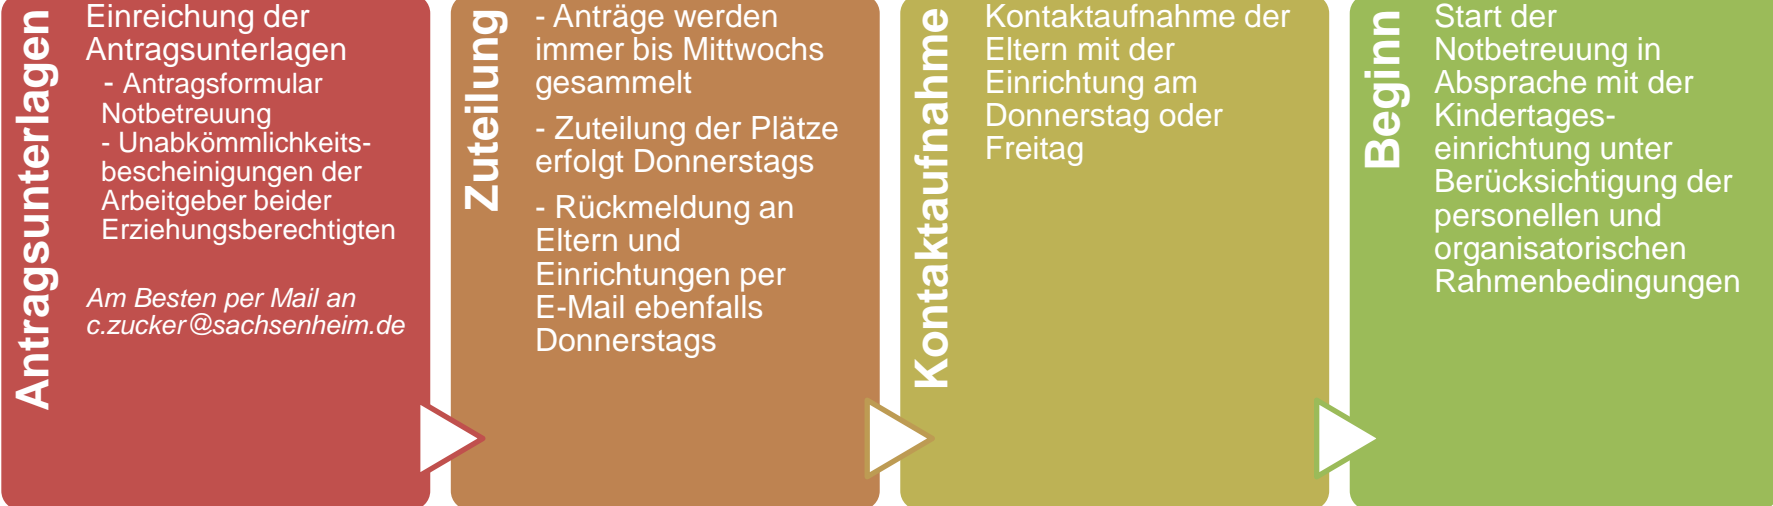 Antragsunterlagen
Einreichung der
Antragsunterlagen
- Antragsformular
Notbetreuung
- Unabkömmlichkeits-
bescheinigungen der
Arbeitgeber beider
Erziehungsberechtigten
Am Besten per Mail an
c.zucker@sachsenheim.de
Zuteilung
- Anträge werden
immer bis Mittwochs
gesammelt
- Zuteilung der Plätze
erfolgt Donnerstags
- Rückmeldung an
Eltern und
Einrichtungen per
E-Mail ebenfalls
Donnerstags
Kontaktaufnahme
Kontaktaufnahme der
Eltern mit der
Einrichtung am
Donnerstag oder
Freitag
Beginn
Start der
Notbetreuung in
Absprache mit der
Kindertages-
einrichtung unter
Berücksichtigung der
personellen und
organisatorischen
Rahmenbedingungen